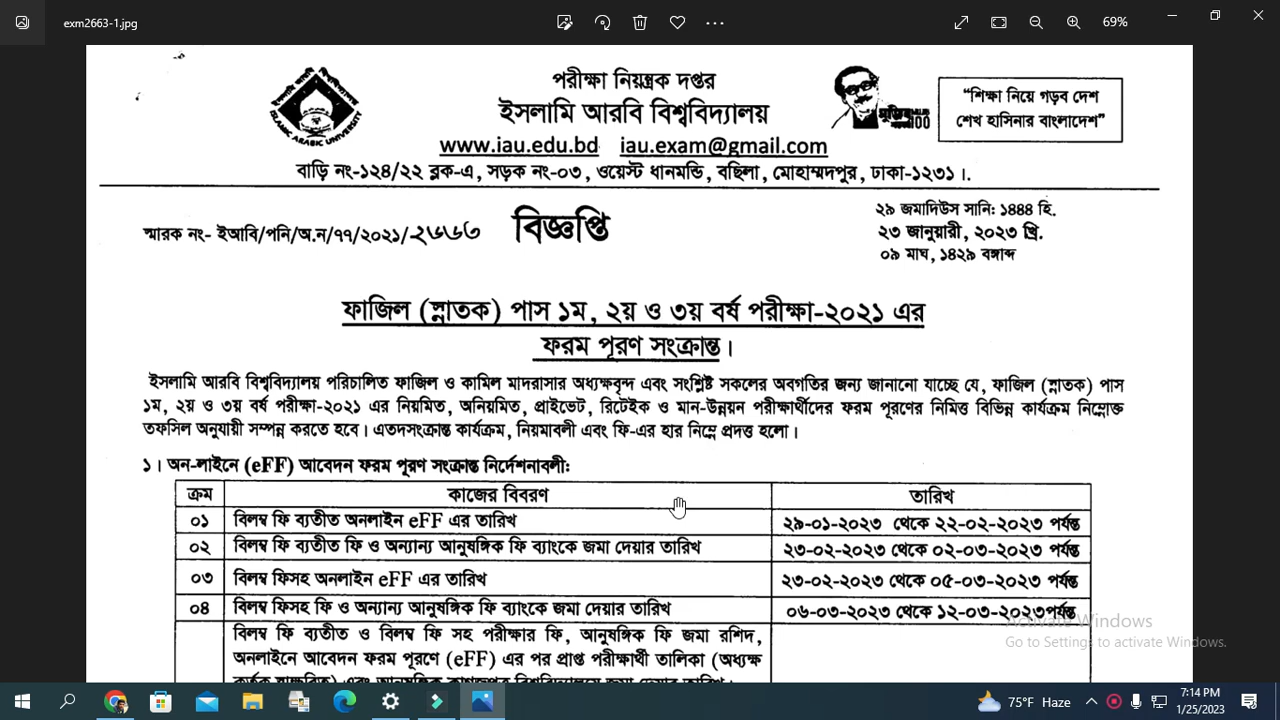 exm2663-1.jpg
69%
পরীক্ষা নিয়ন্ত্রক দপ্তর
ইসলামি আরবি বিশ্ববিদ্যালয়
www.iau.edu.bd iau.exam@gmail.com
বাড়ি নং-১২৪/২২ ব্লক-এ, সড়ক নং-০৩, ওয়েস্ট ধানমন্ডি, বছিলা, মোহাম্মদপুর, ঢাকা-১২৩১।.
ISLAMIC ARABIC UNIVERSITY
মুজিব 100
“শিক্ষা নিয়ে গড়ব দেশ
শেখ হাসিনার বাংলাদেশ”
স্মারক নং- ইআবি/পনি/অ.ন/৭৭/২০২১/-২৬৬৩
বিজ্ঞপ্তি
২৯ জমাদিউস সানি: ১৪৪৪ হি.
২৩ জানুয়ারী, ২০২৩ খ্রি.
০৯ মাঘ, ১৪২৯ বঙ্গাব্দ
ফাজিল (স্নাতক) পাস ১ম, ২য় ও ৩য় বর্ষ পরীক্ষা-২০২১ এর
ফরম পূরণ সংক্রান্ত।
ইসলামি আরবি বিশ্ববিদ্যালয় পরিচালিত ফাজিল ও কামিল মাদরাসার অধ্যক্ষবৃন্দ এবং সংশ্লিষ্ট সকলের অবগতির জন্য জানানো যাচ্ছে যে, ফাজিল (স্নাতক) পাস
১ম, ২য় ও ৩য় বর্ষ পরীক্ষা-২০২১ এর নিয়মিত, অনিয়মিত, প্রাইভেট, রিটেইক ও মান-উন্নয়ন পরীক্ষার্থীদের ফরম পূরণের নিমিত্ত বিভিন্ন কার্যক্রম নিম্নোক্ত
তফসিল অনুযায়ী সম্পন্ন করতে হবে। এতদসংক্রান্ত কার্যক্রম, নিয়মাবলী এবং ফি-এর হার নিম্নে প্রদত্ত হলো।
১। অন-লাইনে (eFF) আবেদন ফরম পূরণ সংক্রান্ত নির্দেশনাবলী:
ক্রম কাজের বিবরণ তারিখ
০১ বিলম্ব ফি ব্যতীত অনলাইন eFF এর তারিখ ২৯-০১-২০২৩ থেকে ২২-০২-২০২৩ পর্যন্ত
০২ বিলম্ব ফি ব্যতীত ফি ও অন্যান্য আনুষঙ্গিক ফি ব্যাংকে জমা দেয়ার তারিখ ২৩-০২-২০২৩ থেকে ০২-০৩-২০২৩ পর্যন্ত
০৩ বিলম্ব ফিসহ অনলাইন eFF এর তারিখ ২৩-০২-২০২৩ থেকে ০৫-০৩-২০২৩ পর্যন্ত
০৪ বিলম্ব ফিসহ ফি ও অন্যান্য আনুষঙ্গিক ফি ব্যাংকে জমা দেয়ার তারিখ ০৬-০৩-২০২৩ থেকে ১২-০৩-২০২৩পর্যন্ত
বিলম্ব ফি ব্যতীত ও বিলম্ব ফি সহ পরীক্ষার ফি, আনুষঙ্গিক ফি জমা রশিদ,
অনলাইনে আবেদন ফরম পূরণে (eFF) এর পর প্রাপ্ত পরীক্ষার্থী তালিকা (অধ্যক্ষ
Activate Windows
Go to Settings to activate Windows.
75°F Haze
7:14 PM
1/25/2023